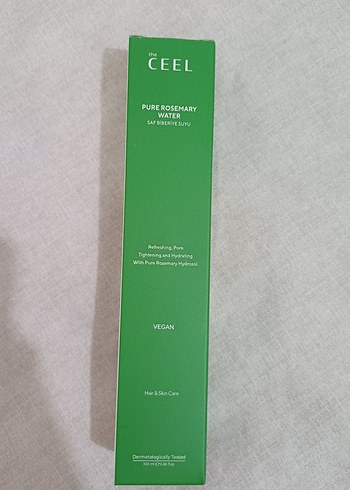 the
CEEL
PURE ROSEMARY
WATER
SAF BİBERİYE SUYU
Refreshing, Pore
Tightening and Hydrating
With Pure Rosemary Hydrosol
VEGAN
Hair & Skin Care
Dermatologically Tested